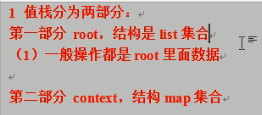 1 值栈分为两部分：
第一部分 root，结构是 list 集合
（1）一般操作都是 root 里面数据
第二部分 context，结构 map 集合